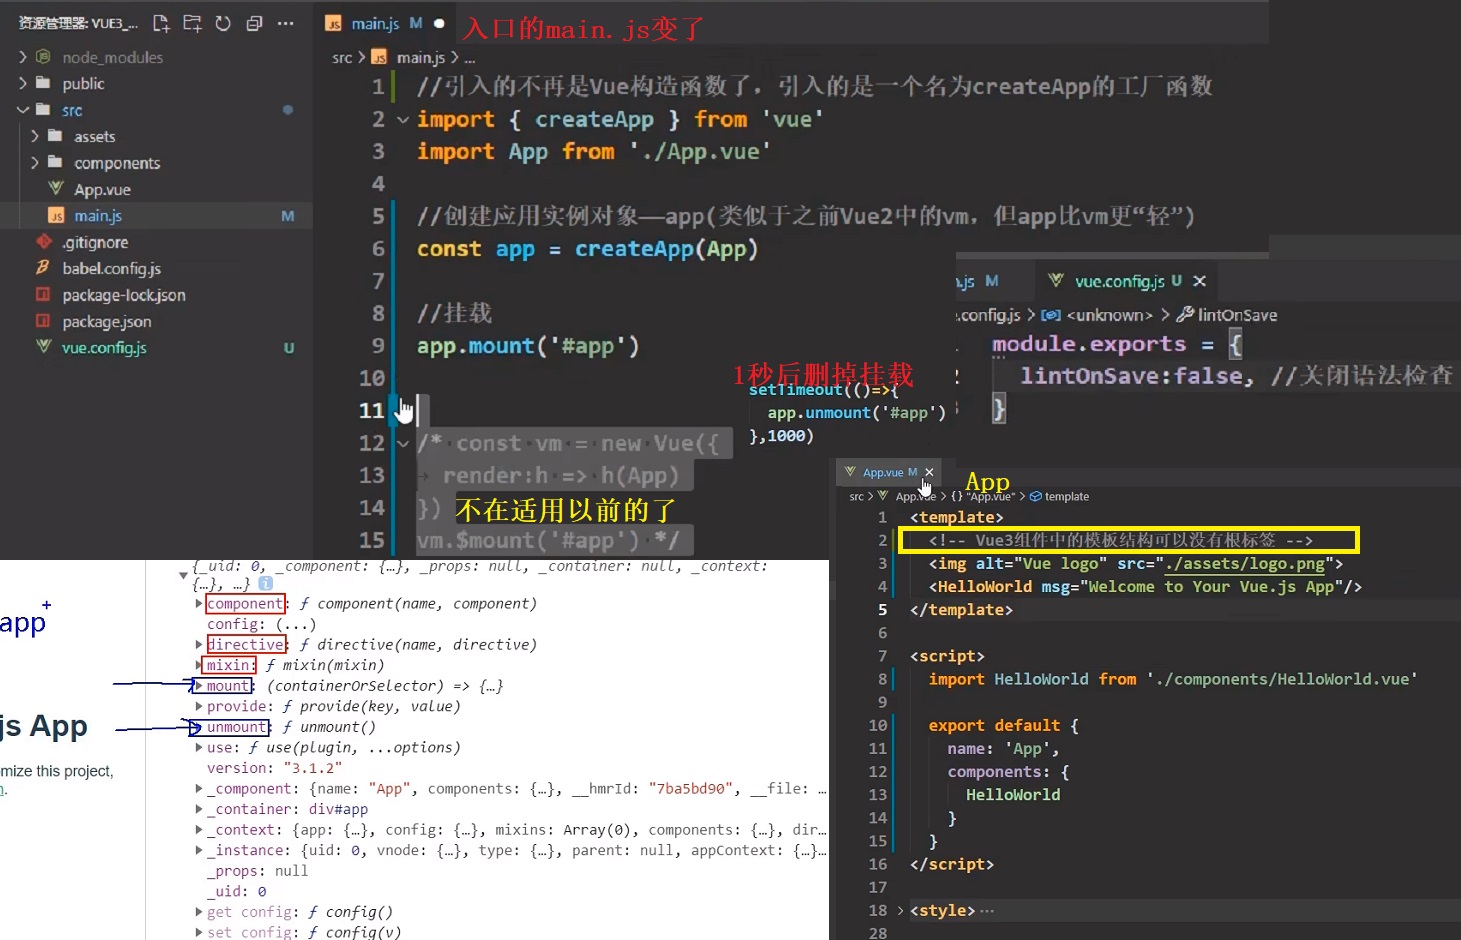 资源管理器: VUE3_...
node_modules
public
src
assets
components
App.vue
main.js M
.gitignore
babel.config.js
package-lock.json
package.json
vue.config.js U
main.js M
入口的main.js变了
src > main.js > ...
1 //引入的不再是Vue构造函数了，引入的是一个名为createApp的工厂函数
2 import { createApp } from 'vue'
3 import App from './App.vue'
4
5 //创建应用实例对象——app(类似于之前Vue2中的vm，但app比vm更“轻”)
6 const app = createApp(App)
7
8 //挂载
9 app.mount('#app')
10
11
12 /* const vm = new Vue({
13 render:h => h(App)
14 }) 不在适用以前的了
15 vm.$mount('#app') */
1秒后删掉挂载
setTimeout(()=>{
app.unmount('#app')
},1000)
.js M vue.config.js U
.config.js > <unknown> > lintOnSave
module.exports = {
2 lintOnSave:false, //关闭语法检查
3 }
App.vue M
App
src > App.vue > {} "App.vue" > template
1 <template>
2 <!-- Vue3组件中的模板结构可以没有根标签 -->
3 <img alt="Vue logo" src="./assets/logo.png">
4 <HelloWorld msg="Welcome to Your Vue.js App"/>
5 </template>
6
7 <script>
8 import HelloWorld from './components/HelloWorld.vue'
9
10 export default {
11 name: 'App',
12 components: {
13 HelloWorld
14 }
15 }
16 </script>
17
18 <style>...
28
app
js App
mize this project,
{_uid: 0, _component: {…}, _props: null, _container: null, _context:
{…}, …}
component: ƒ component(name, component)
config: (...)
directive: ƒ directive(name, directive)
mixin: ƒ mixin(mixin)
mount: (containerOrSelector) => {…}
provide: ƒ provide(key, value)
unmount: ƒ unmount()
use: ƒ use(plugin, ...options)
version: "3.1.2"
_component: {name: "App", components: {…}, __hmrId: "7ba5bd90", __file: …
_container: div#app
_context: {app: {…}, config: {…}, mixins: Array(0), components: {…}, dir…
_instance: {uid: 0, vnode: {…}, type: {…}, parent: null, appContext: {…}…
_props: null
_uid: 0
get config: ƒ config()
set config: ƒ config(v)